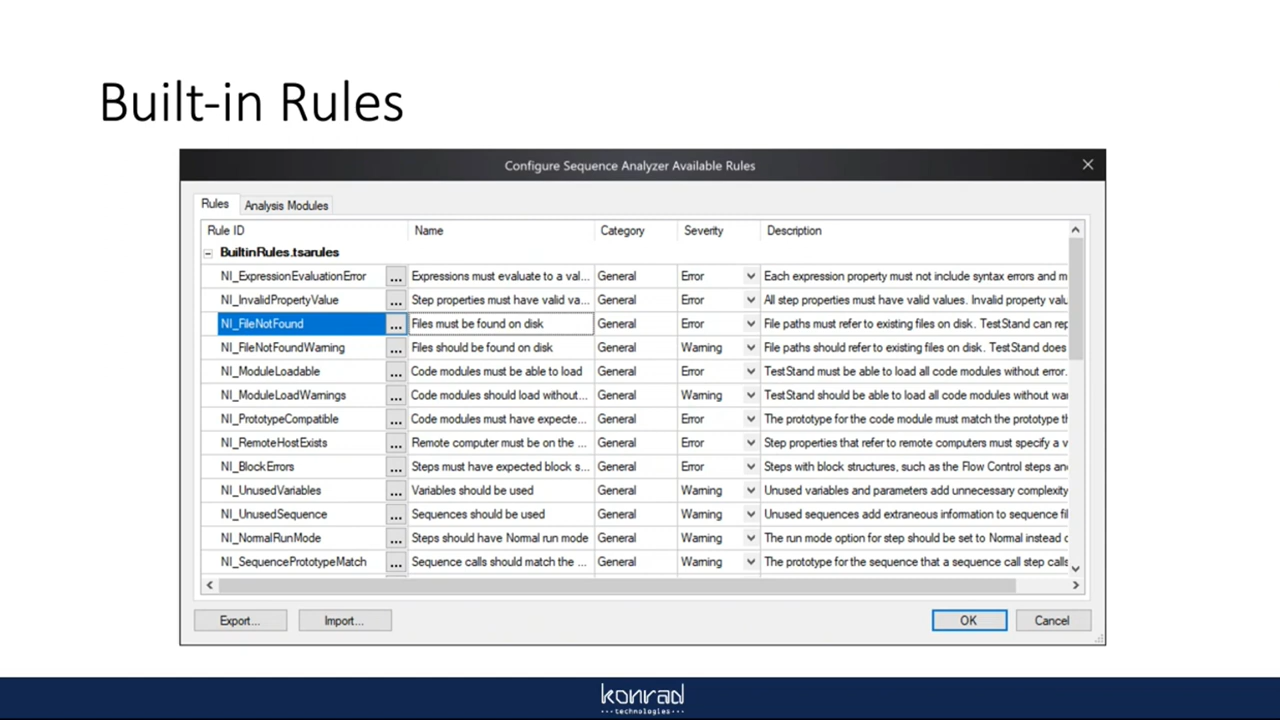 Built-in Rules
Configure Sequence Analyzer Available Rules
Rules Analysis Modules
Rule ID Name Category Severity Description
BuiltinRules.tsarules
NI_ExpressionEvaluationError ... Expressions must evaluate to a val... General Error Each expression property must not include syntax errors and m
NI_InvalidPropertyValue ... Step properties must have valid va... General Error All step properties must have valid values. Invalid property valu
NI_FileNotFound ... Files must be found on disk General Error File paths must refer to existing files on disk. TestStand can rep
NI_FileNotFoundWarning ... Files should be found on disk General Warning File paths should refer to existing files on disk. TestStand does
NI_ModuleLoadable ... Code modules must be able to load General Error TestStand must be able to load all code modules without error.
NI_ModuleLoadWarnings ... Code modules should load without... General Warning TestStand should be able to load all code modules without wa
NI_PrototypeCompatible ... Code modules must have expecte... General Error The prototype for the code module must match the prototype th
NI_RemoteHostExists ... Remote computer must be on the ... General Error Step properties that refer to remote computers must specify a v
NI_BlockErrors ... Steps must have expected block s... General Error Steps with block structures, such as the Flow Control steps and
NI_UnusedVariables ... Variables should be used General Warning Unused variables and parameters add unnecessary complexity
NI_UnusedSequence ... Sequences should be used General Warning Unused sequences add extraneous information to sequence fil
NI_NormalRunMode ... Steps should have Normal run mode General Warning The run mode option for step should be set to Normal instead o
NI_SequencePrototypeMatch ... Sequence calls should match the ... General Warning The prototype for the sequence that a sequence call step calls
Export... Import... OK Cancel
konrad
technologies